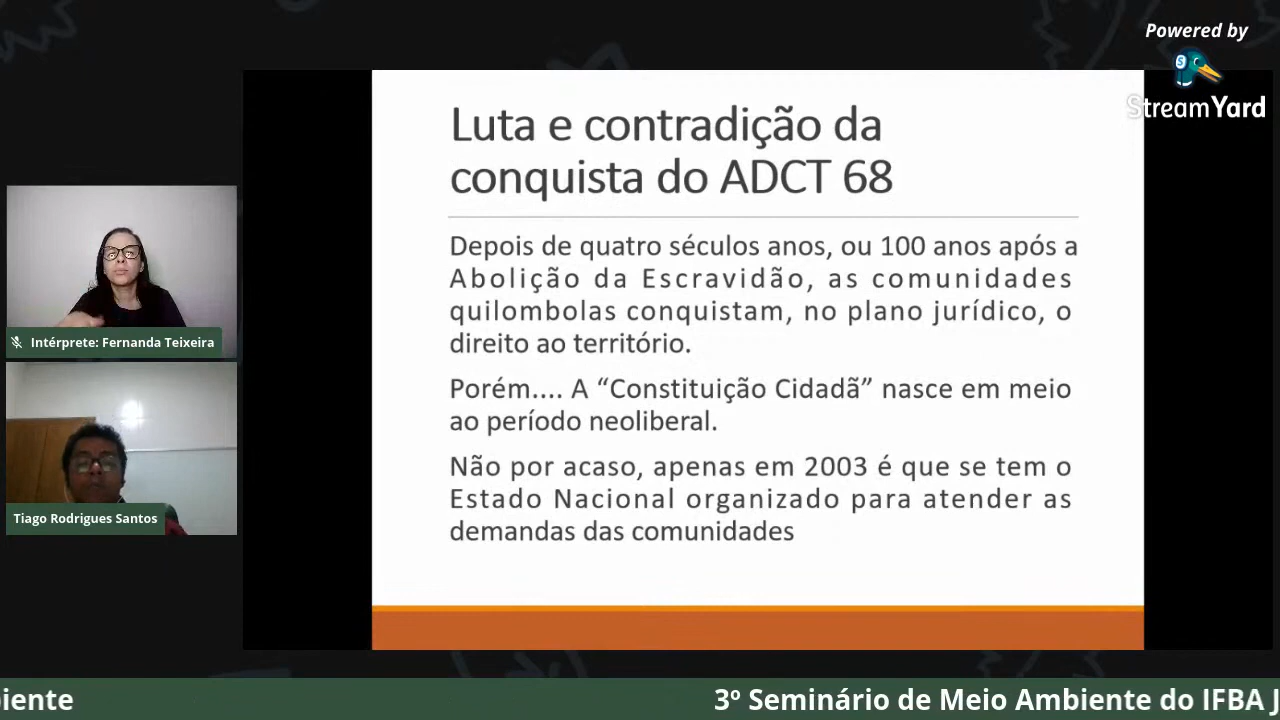 Powered by
StreamYard
Luta e contradição da
conquista do ADCT 68
Depois de quatro séculos anos, ou 100 anos após a
Abolição da Escravidão, as comunidades
quilombolas conquistam, no plano jurídico, o
direito ao território.
Porém.... A “Constituição Cidadã” nasce em meio
ao período neoliberal.
Não por acaso, apenas em 2003 é que se tem o
Estado Nacional organizado para atender as
demandas das comunidades
Intérprete: Fernanda Teixeira
Tiago Rodrigues Santos
iente
3º Seminário de Meio Ambiente do IFBA J